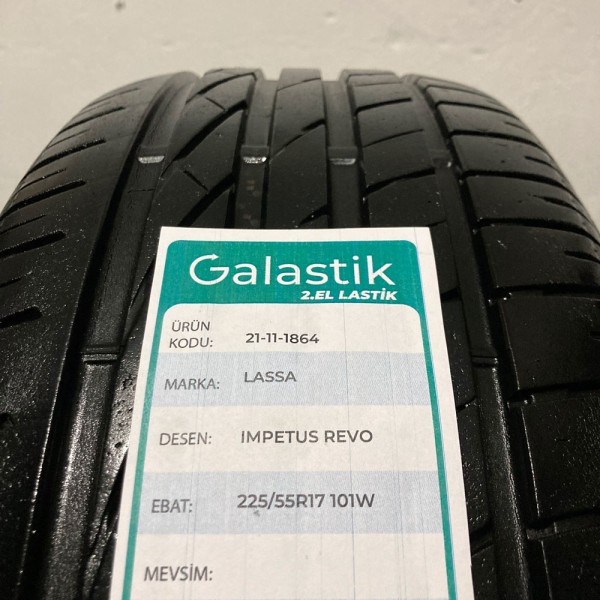 Galastik
2.EL LASTİK
ÜRÜN
KODU: 21-11-1864
MARKA: LASSA
DESEN: IMPETUS REVO
EBAT: 225/55R17 101W
MEVSİM: